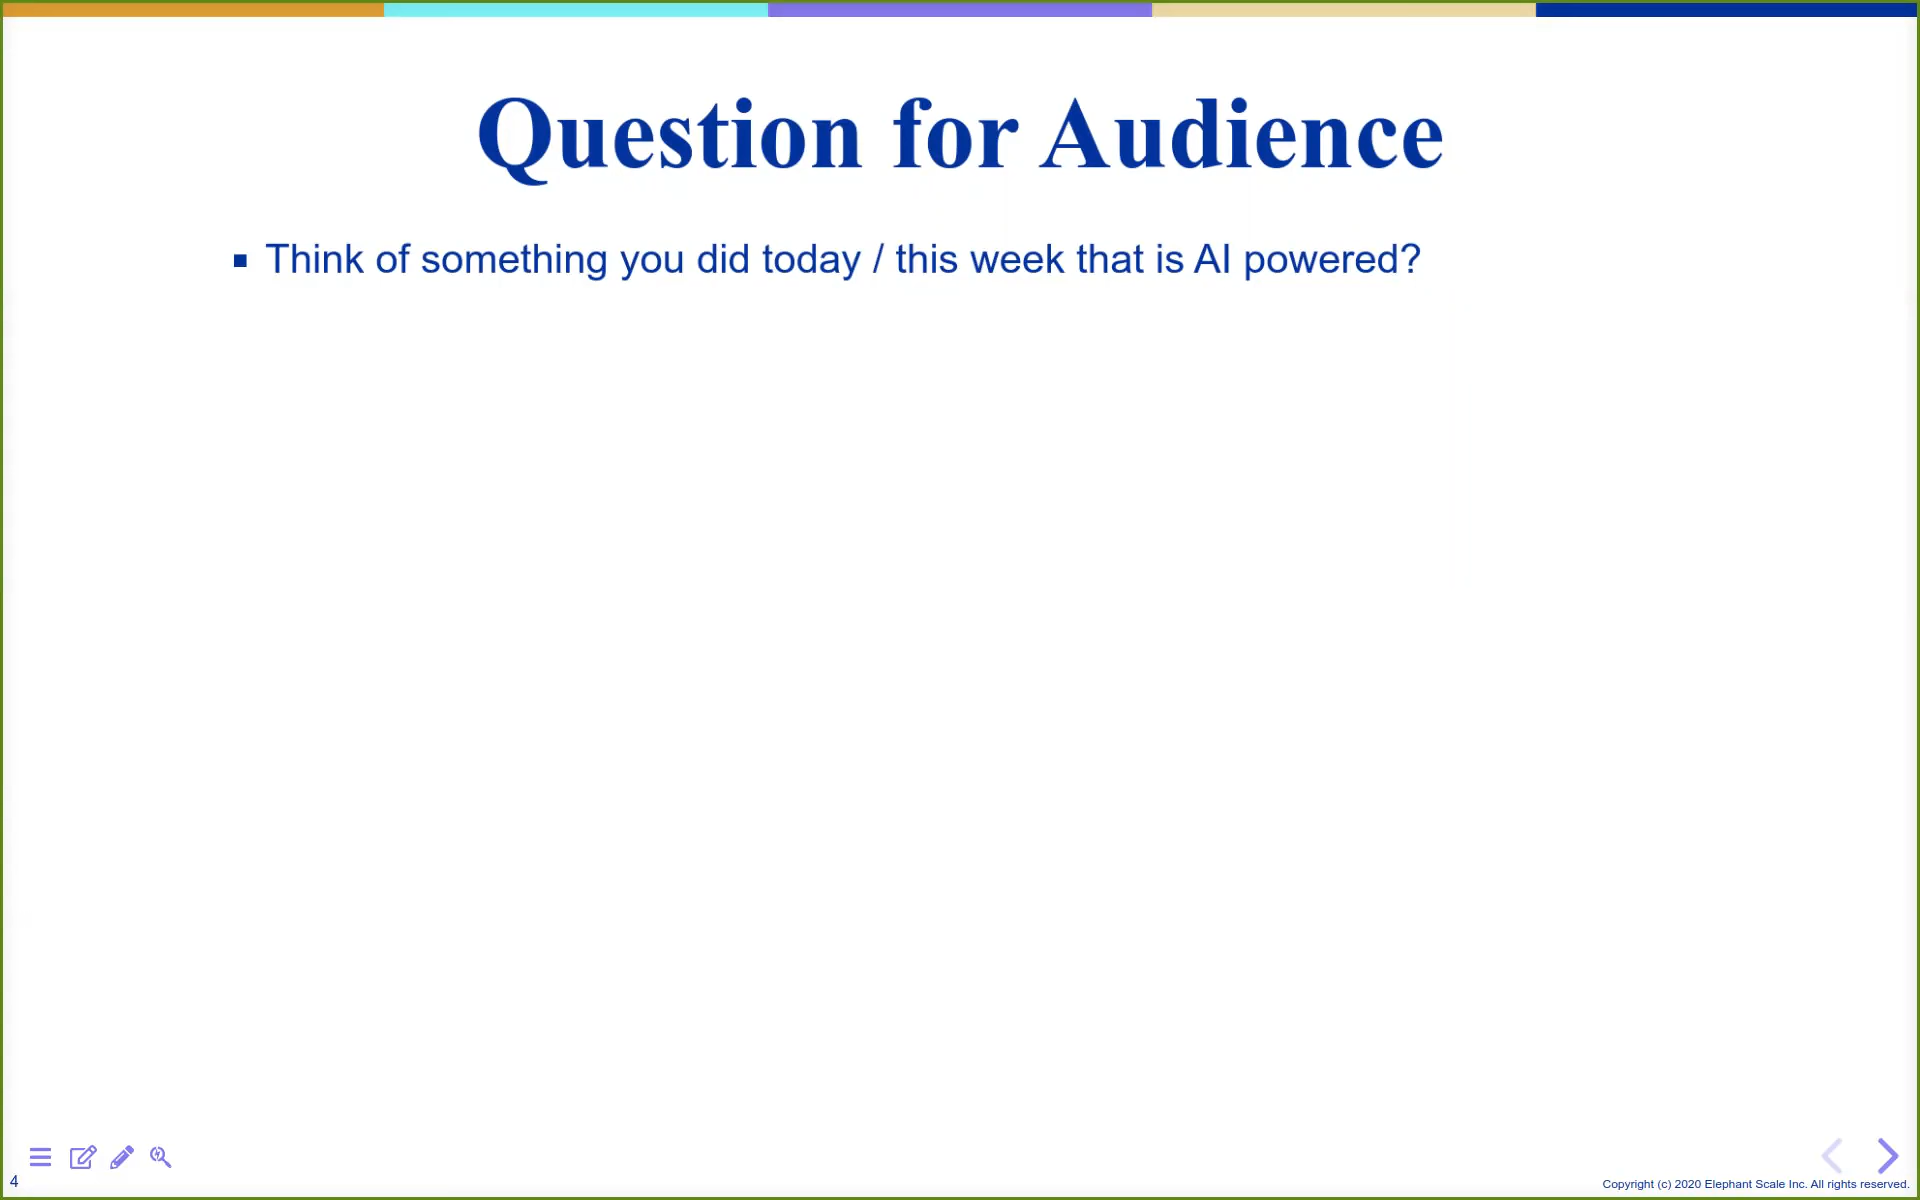 Question for Audience
▪ Think of something you did today / this week that is AI powered?
4
Copyright (c) 2020 Elephant Scale Inc. All rights reserved.